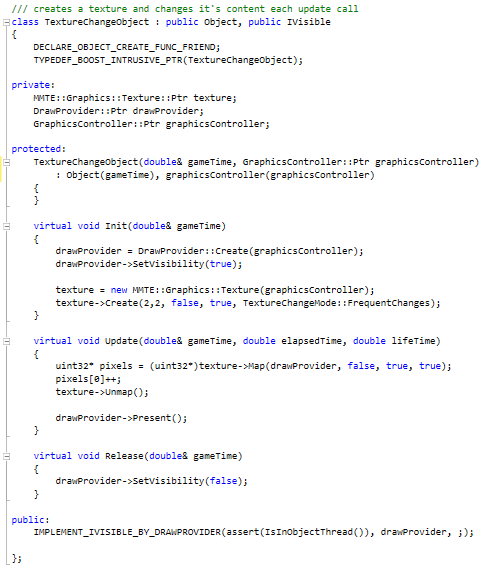 /// creates a texture and changes it's content each update call
class TextureChangeObject : public Object, public IVisible
{
DECLARE_OBJECT_CREATE_FUNC_FRIEND;
TYPEDEF_BOOST_INTRUSIVE_PTR(TextureChangeObject);
private:
MMTE::Graphics::Texture::Ptr texture;
DrawProvider::Ptr drawProvider;
GraphicsController::Ptr graphicsController;
protected:
TextureChangeObject(double& gameTime, GraphicsController::Ptr graphicsController)
: Object(gameTime), graphicsController(graphicsController)
{
}
virtual void Init(double& gameTime)
{
drawProvider = DrawProvider::Create(graphicsController);
drawProvider->SetVisibility(true);
texture = new MMTE::Graphics::Texture(graphicsController);
texture->Create(2,2, false, true, TextureChangeMode::FrequentChanges);
}
virtual void Update(double& gameTime, double elapsedTime, double lifeTime)
{
uint32* pixels = (uint32*)texture->Map(drawProvider, false, true, true);
pixels[0]++;
texture->Unmap();
drawProvider->Present();
}
virtual void Release(double& gameTime)
{
drawProvider->SetVisibility(false);
}
public:
IMPLEMENT_IVISIBLE_BY_DRAWPROVIDER(assert(IsInObjectThread()), drawProvider, ;);
};